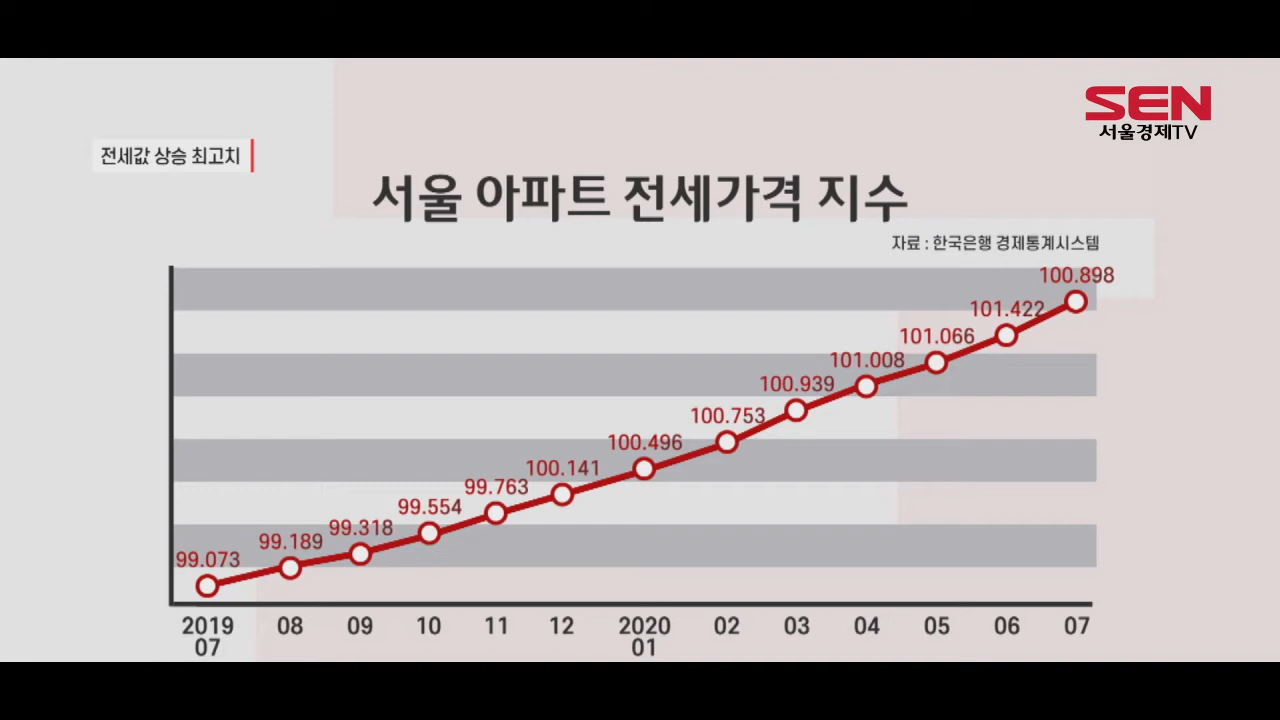 SEN
서울경제TV
전세값 상승 최고치
서울 아파트 전세가격 지수
자료 : 한국은행 경제통계시스템
100.898
101.422
101.066
101.008
100.939
100.753
100.496
100.141
99.763
99.554
99.318
99.189
99.073
2019 08 09 10 11 12 2020 02 03 04 05 06 07
07 01